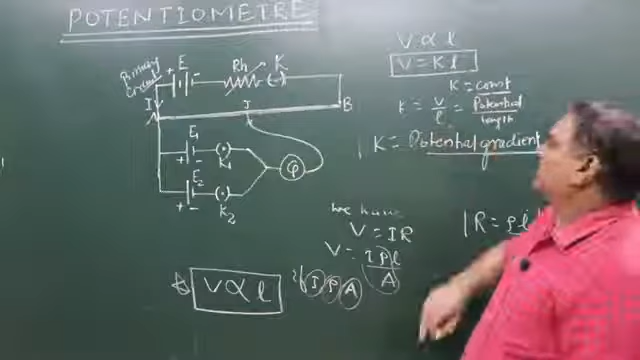 POTENTIOMETRE
Primary
circuit
+ E -
Rh
K
I
A
J
B
E₁
+ -
K₁
G
E₂
+ -
K₂
V ∝ l
V = Kl
K = const
K = V/l = Potential/length
K = Potential gradient
we have
V = IR
V = Iρl/A
V ∝ l
if I ρ A
R = ρl